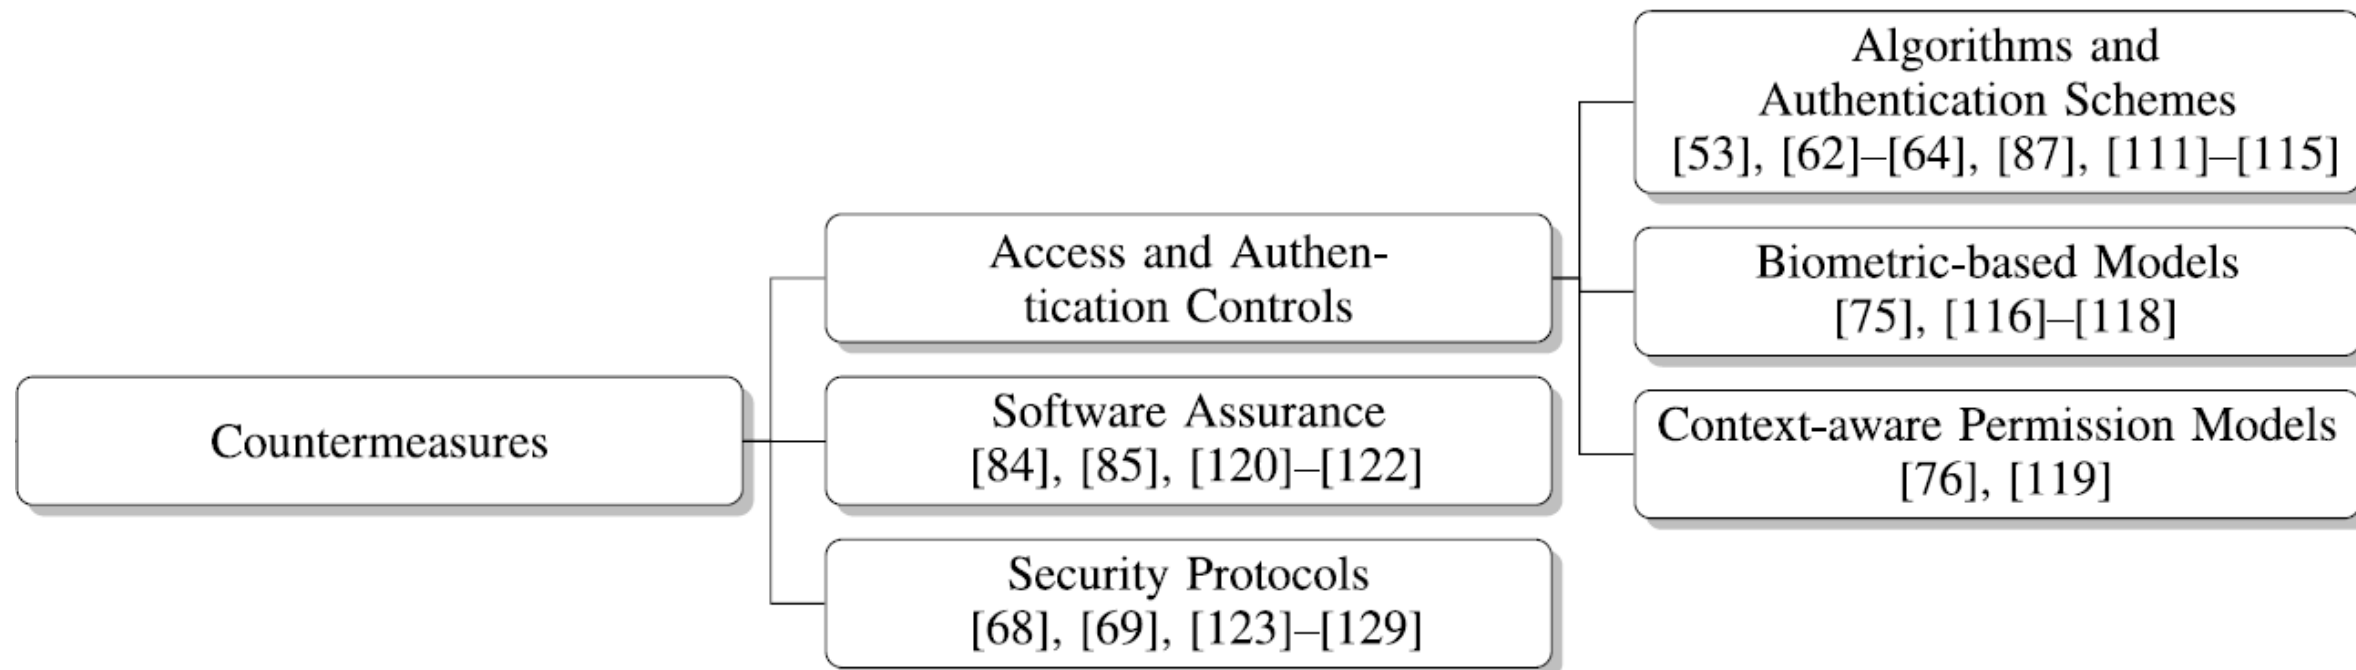 Countermeasures
Access and Authen-
tication Controls
Software Assurance
[84], [85], [120]–[122]
Security Protocols
[68], [69], [123]–[129]
Algorithms and
Authentication Schemes
[53], [62]–[64], [87], [111]–[115]
Biometric-based Models
[75], [116]–[118]
Context-aware Permission Models
[76], [119]